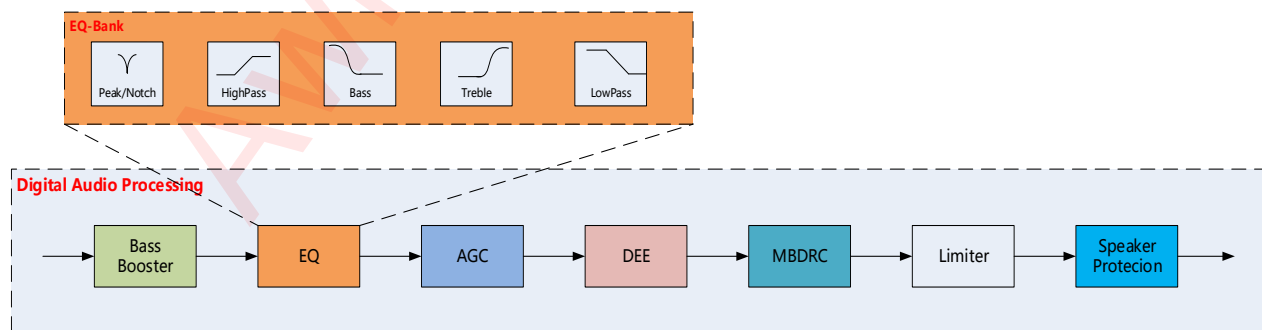 EQ-Bank
Peak/Notch
HighPass
Bass
Treble
LowPass
Digital Audio Processing
Bass
Booster
EQ
AGC
DEE
MBDRC
Limiter
Speaker
Protecion